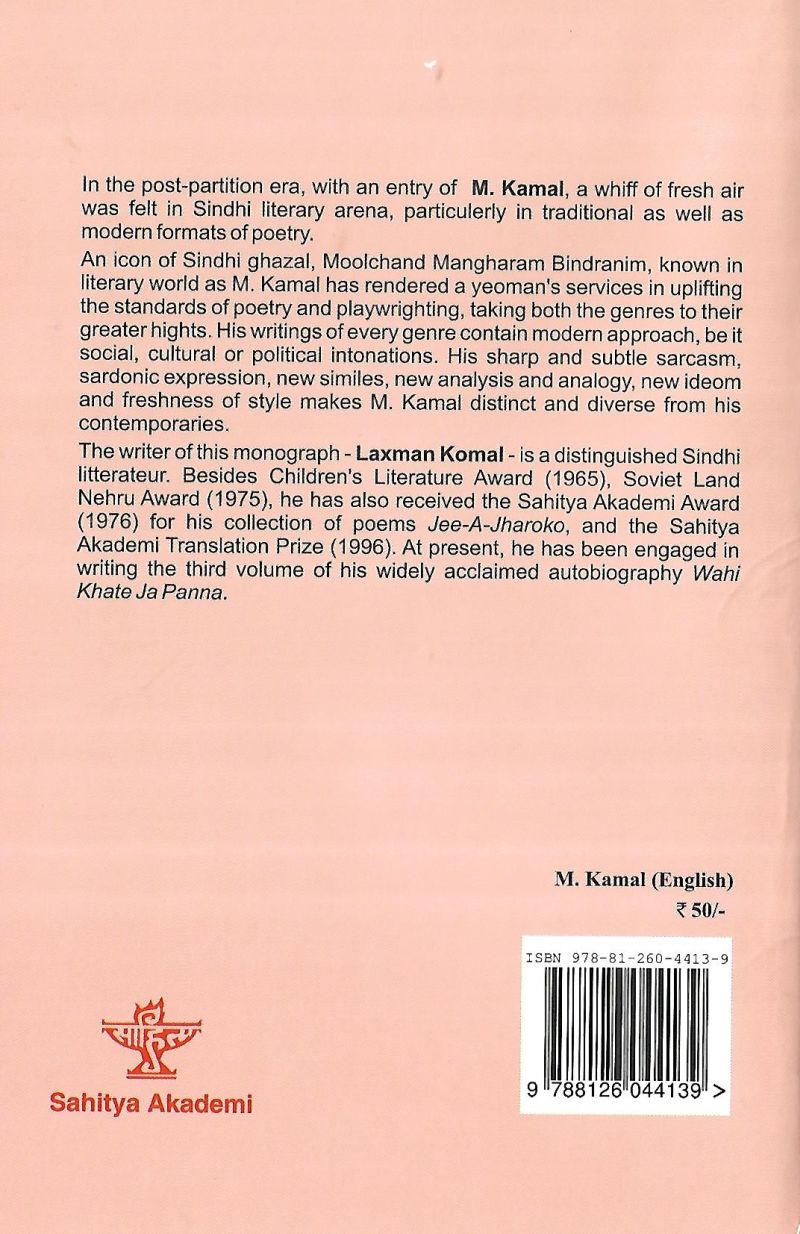 In the post-partition era, with an entry of M. Kamal, a whiff of fresh air
was felt in Sindhi literary arena, particulerly in traditional as well as
modern formats of poetry.
An icon of Sindhi ghazal, Moolchand Mangharam Bindranim, known in
literary world as M. Kamal has rendered a yeoman's services in uplifting
the standards of poetry and playwrighting, taking both the genres to their
greater hights. His writings of every genre contain modern approach, be it
social, cultural or political intonations. His sharp and subtle sarcasm,
sardonic expression, new similes, new analysis and analogy, new ideom
and freshness of style makes M. Kamal distinct and diverse from his
contemporaries.
The writer of this monograph - Laxman Komal - is a distinguished Sindhi
litterateur. Besides Children's Literature Award (1965), Soviet Land
Nehru Award (1975), he has also received the Sahitya Akademi Award
(1976) for his collection of poems Jee-A-Jharoko, and the Sahitya
Akademi Translation Prize (1996). At present, he has been engaged in
writing the third volume of his widely acclaimed autobiography Wahi
Khate Ja Panna.
M. Kamal (English)
₹ 50/-
ISBN 978-81-260-4413-9
9 788126 044139 >
साहित्य
Sahitya Akademi